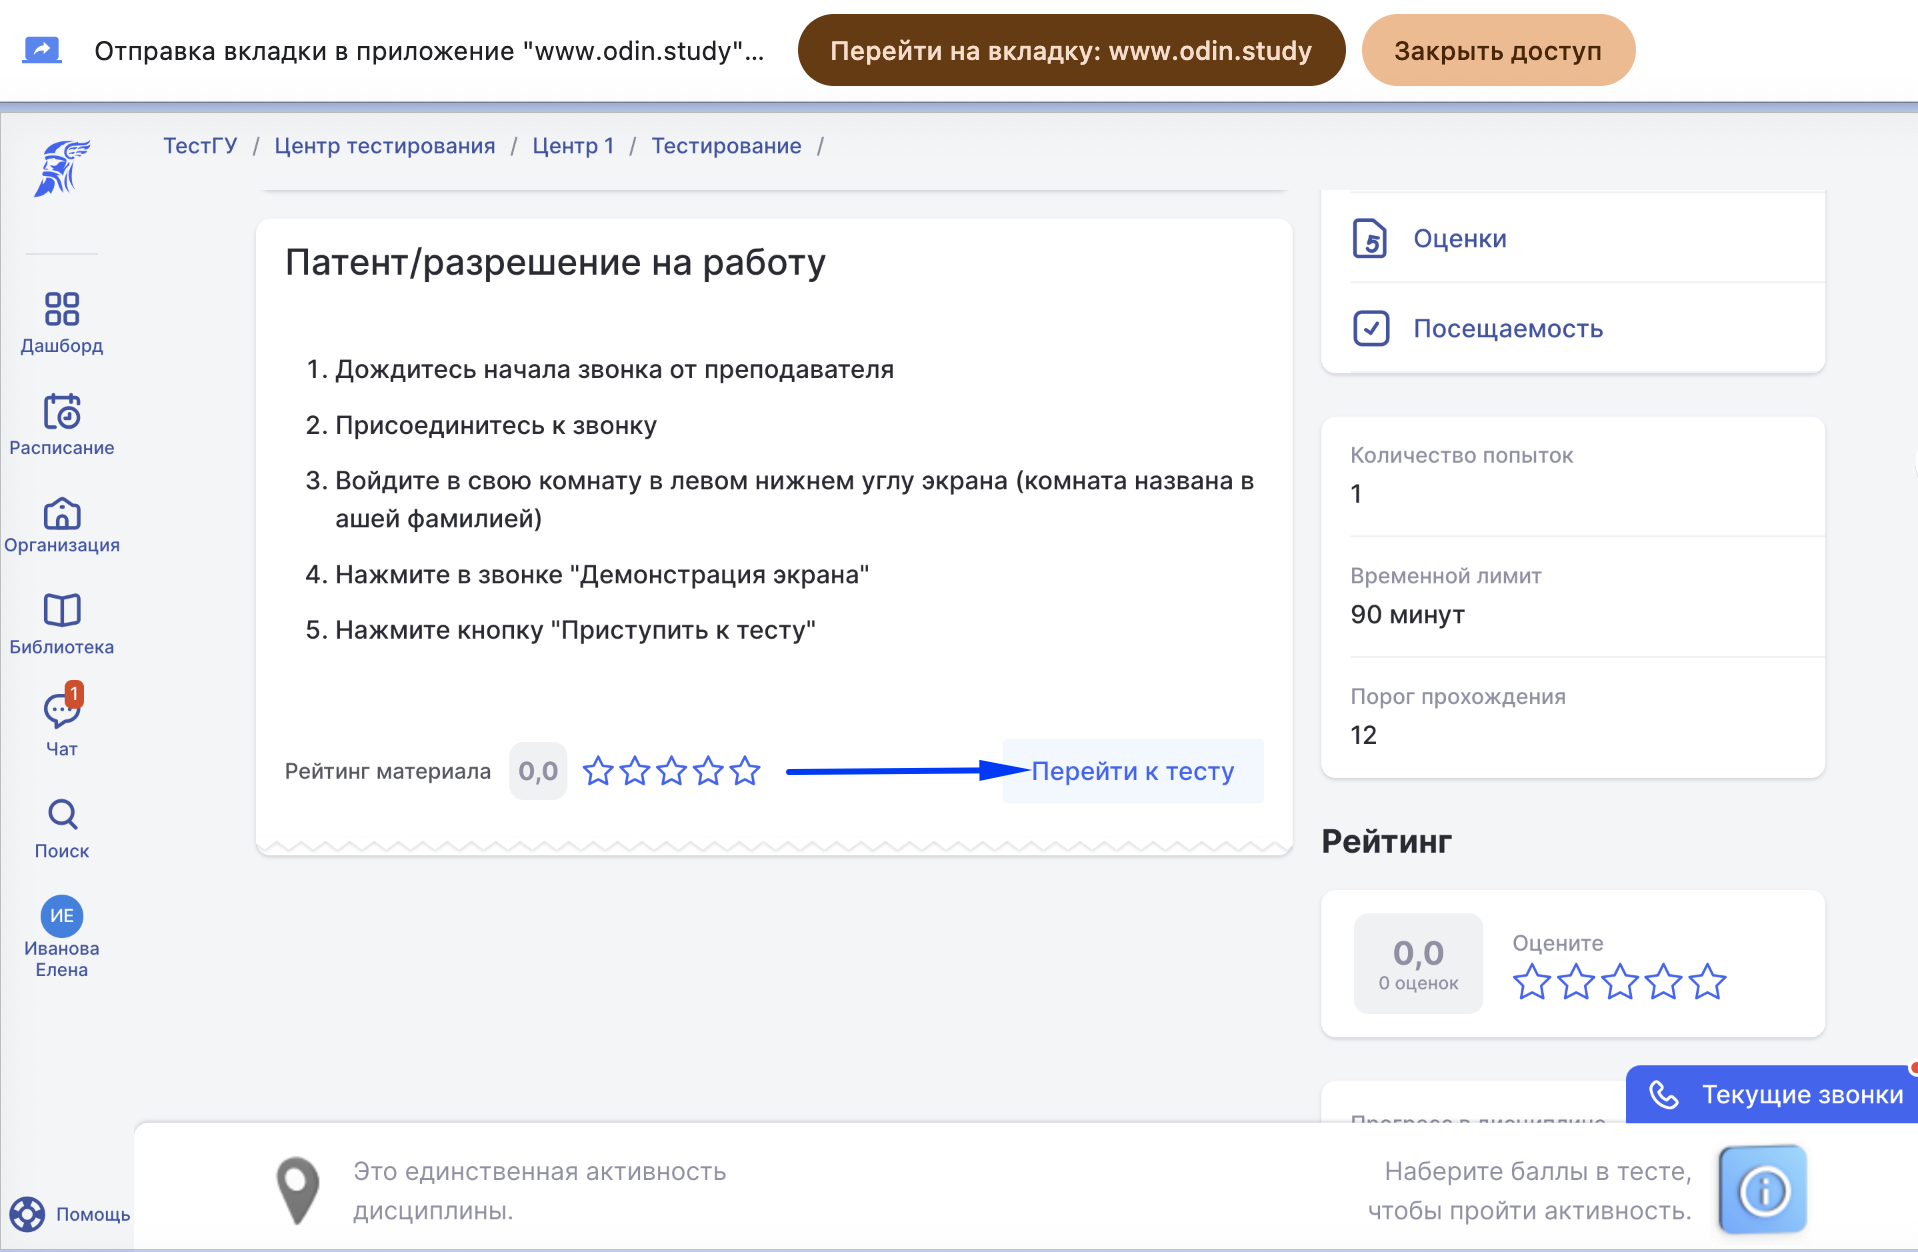 Отправка вкладки в приложение "www.odin.study"...
Перейти на вкладку: www.odin.study
Закрыть доступ
ТестГУ / Центр тестирования / Центр 1 / Тестирование /
Дашборд
Расписание
Организация
Библиотека
1
Чат
Поиск
ИЕ
Иванова
Елена
Помощь
Патент/разрешение на работу
1. Дождитесь начала звонка от преподавателя
2. Присоединитесь к звонку
3. Войдите в свою комнату в левом нижнем углу экрана (комната названа в
ашей фамилией)
4. Нажмите в звонке "Демонстрация экрана"
5. Нажмите кнопку "Приступить к тесту"
Рейтинг материала 0,0
Перейти к тесту
5 Оценки
Посещаемость
Количество попыток
1
Временной лимит
90 минут
Порог прохождения
12
Рейтинг
0,0
0 оценок
Оцените
Прогресс в дисциплине
Текущие звонки
Это единственная активность
дисциплины.
Наберите баллы в тесте,
чтобы пройти активность.